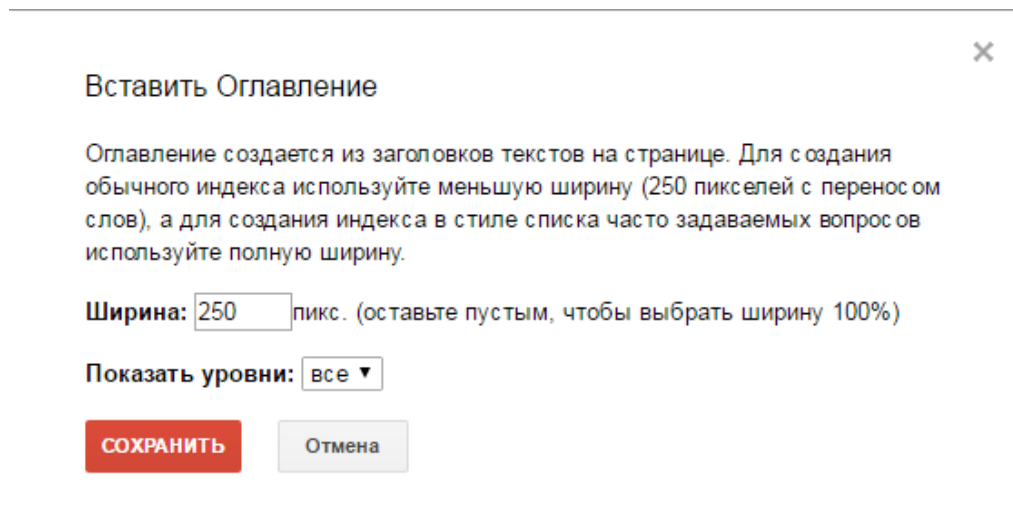 Вставить Оглавление
Оглавление создается из заголовков текстов на странице. Для создания
обычного индекса используйте меньшую ширину (250 пикселей с переносом
слов), а для создания индекса в стиле списка часто задаваемых вопросов
используйте полную ширину.
Ширина: 250 пикс. (оставьте пустым, чтобы выбрать ширину 100%)
Показать уровни: все
СОХРАНИТЬ Отмена